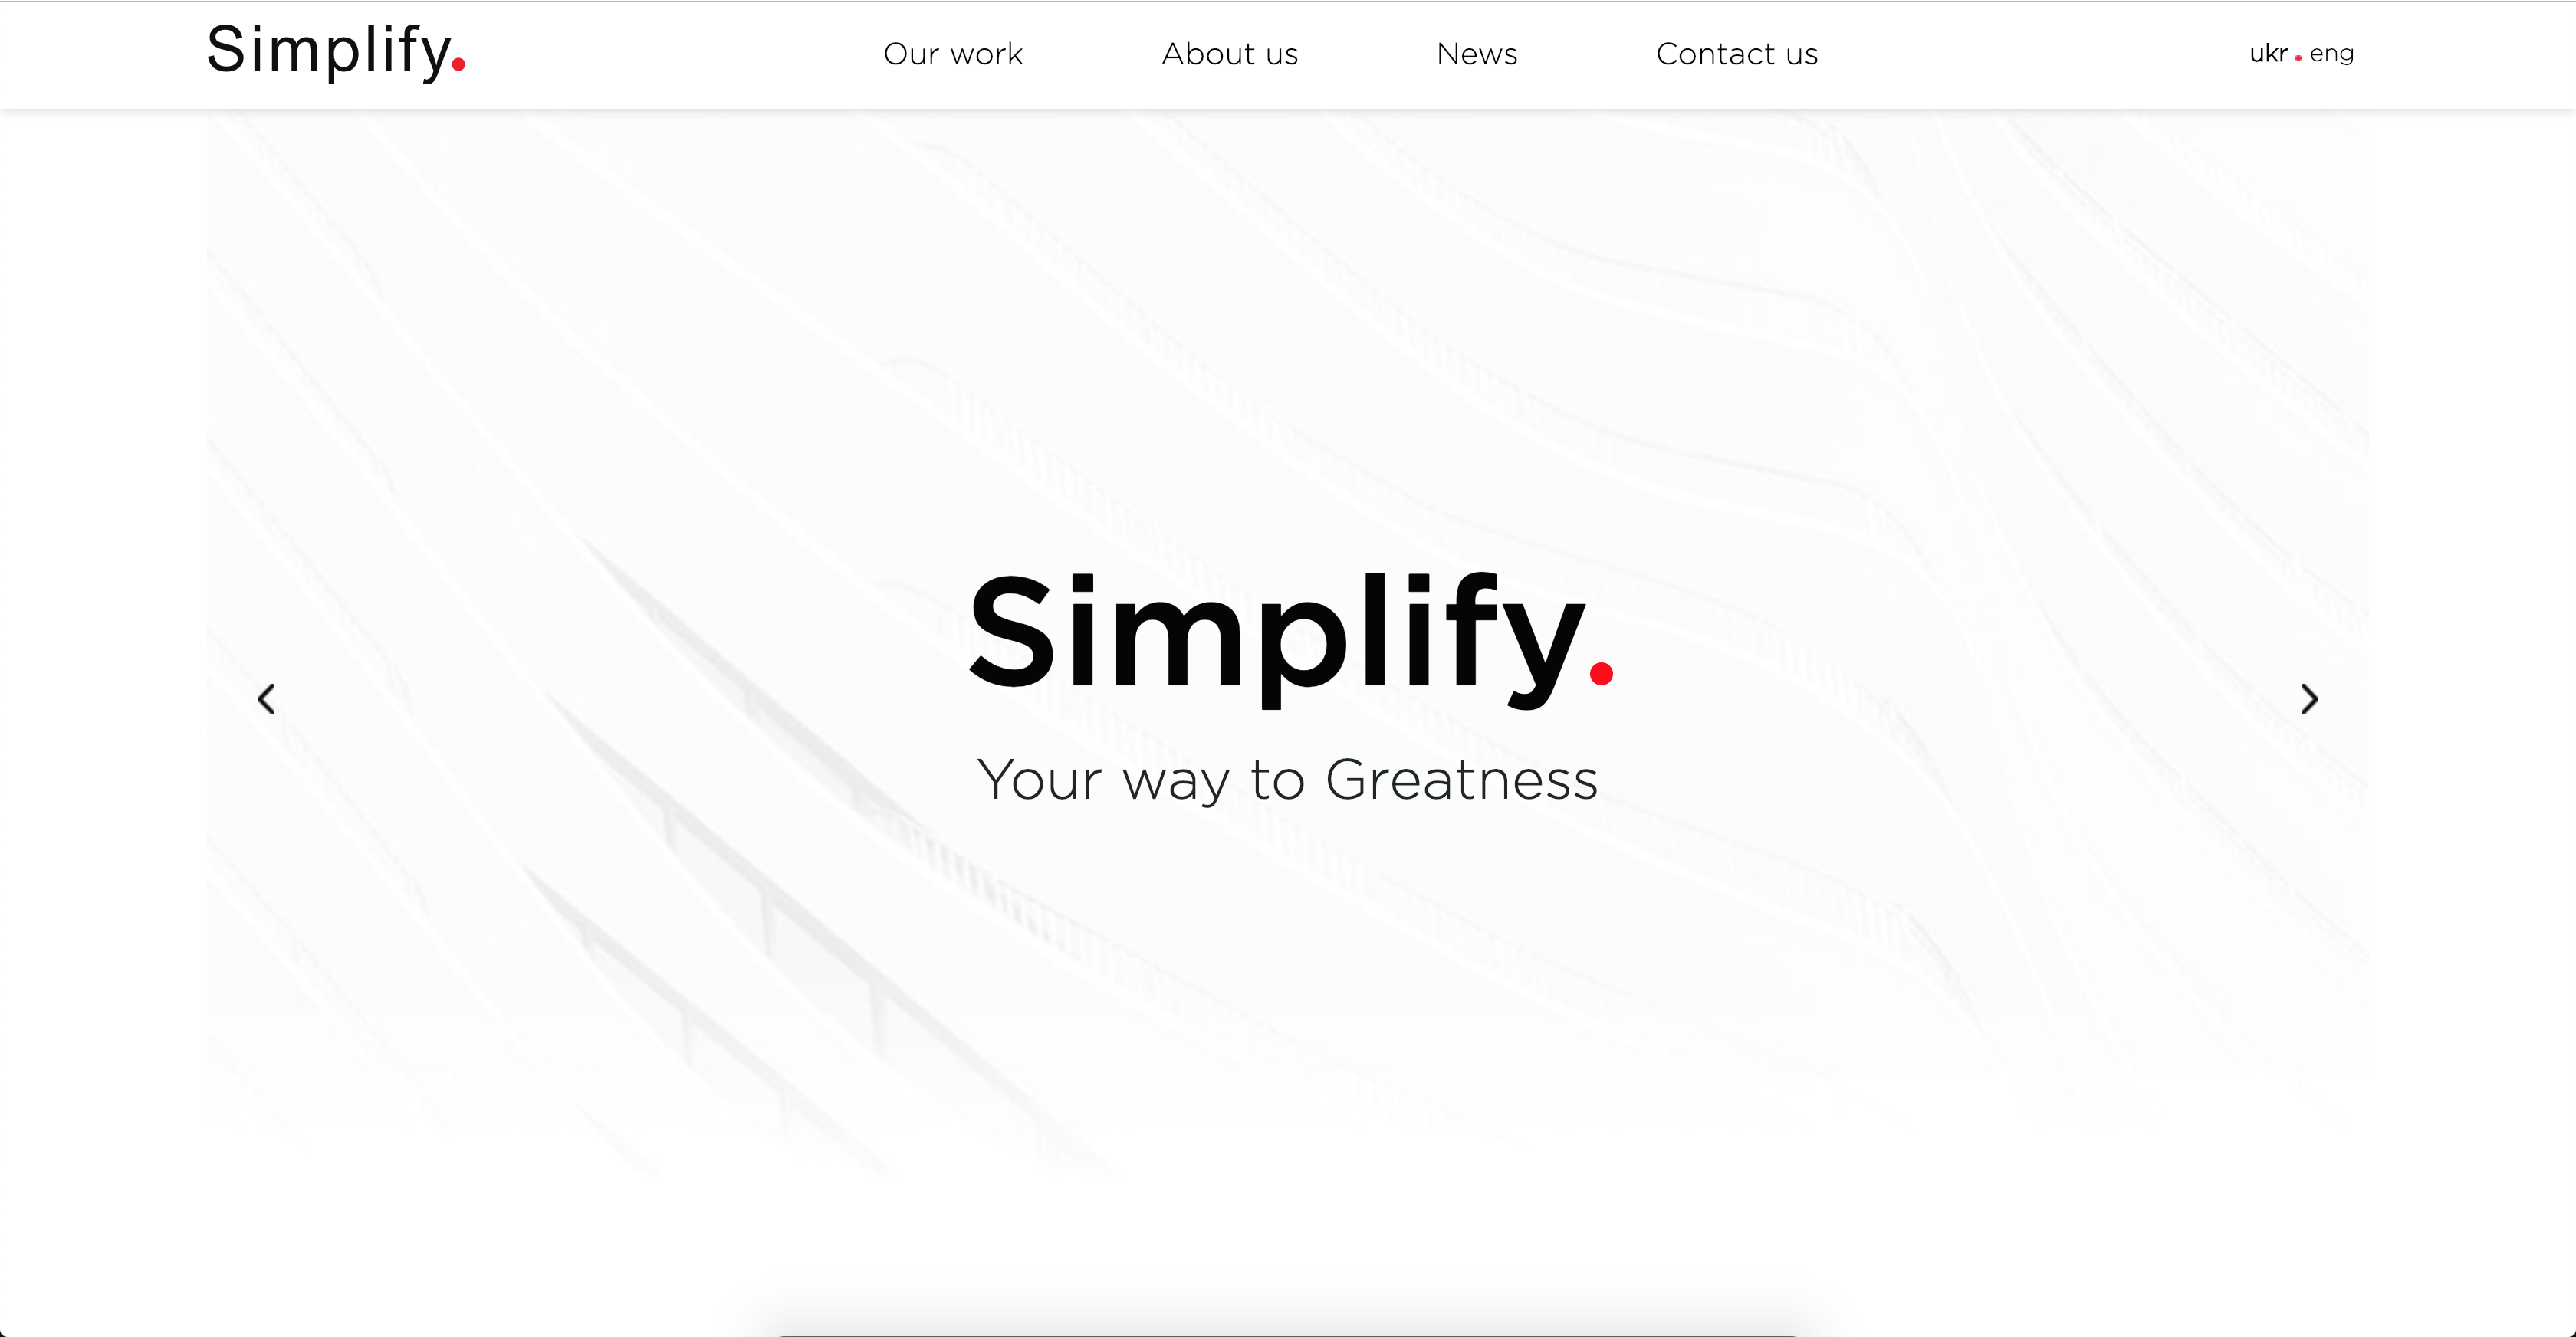 Simplify.
Our work
About us
News
Contact us
ukr . eng
Simplify.
Your way to Greatness